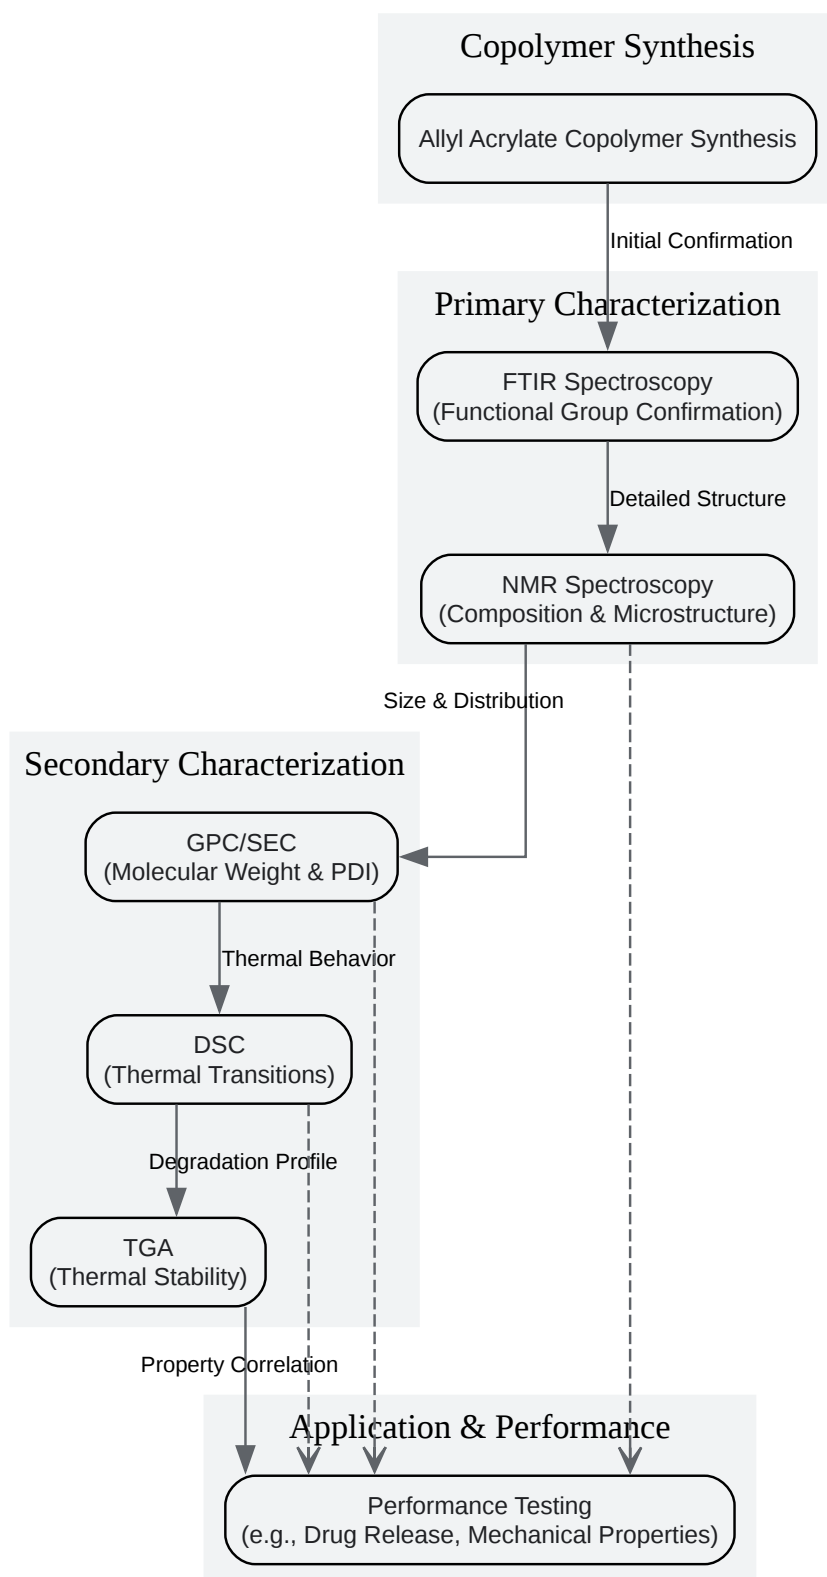 Copolymer Synthesis
Allyl Acrylate Copolymer Synthesis
Initial Confirmation
Primary Characterization
FTIR Spectroscopy
(Functional Group Confirmation)
Detailed Structure
NMR Spectroscopy
(Composition & Microstructure)
Size & Distribution
Secondary Characterization
GPC/SEC
(Molecular Weight & PDI)
Thermal Behavior
DSC
(Thermal Transitions)
Degradation Profile
TGA
(Thermal Stability)
Property Correlation
Application & Performance
Performance Testing
(e.g., Drug Release, Mechanical Properties)